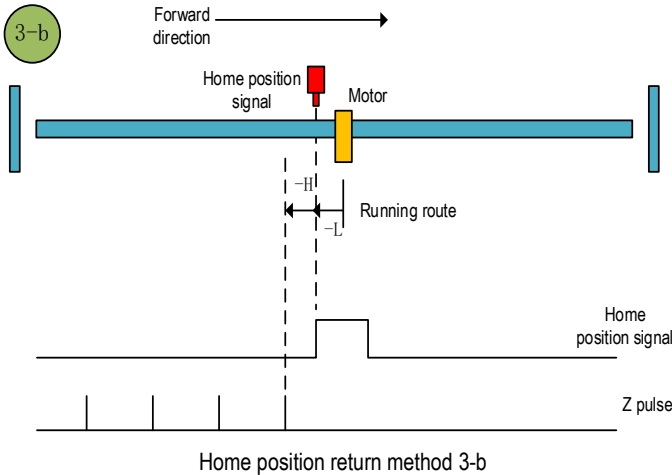 3-b
Forward
direction
Home position
signal
Motor
-H
Running route
-L
Home
position signal
Z pulse
Home position return method 3-b